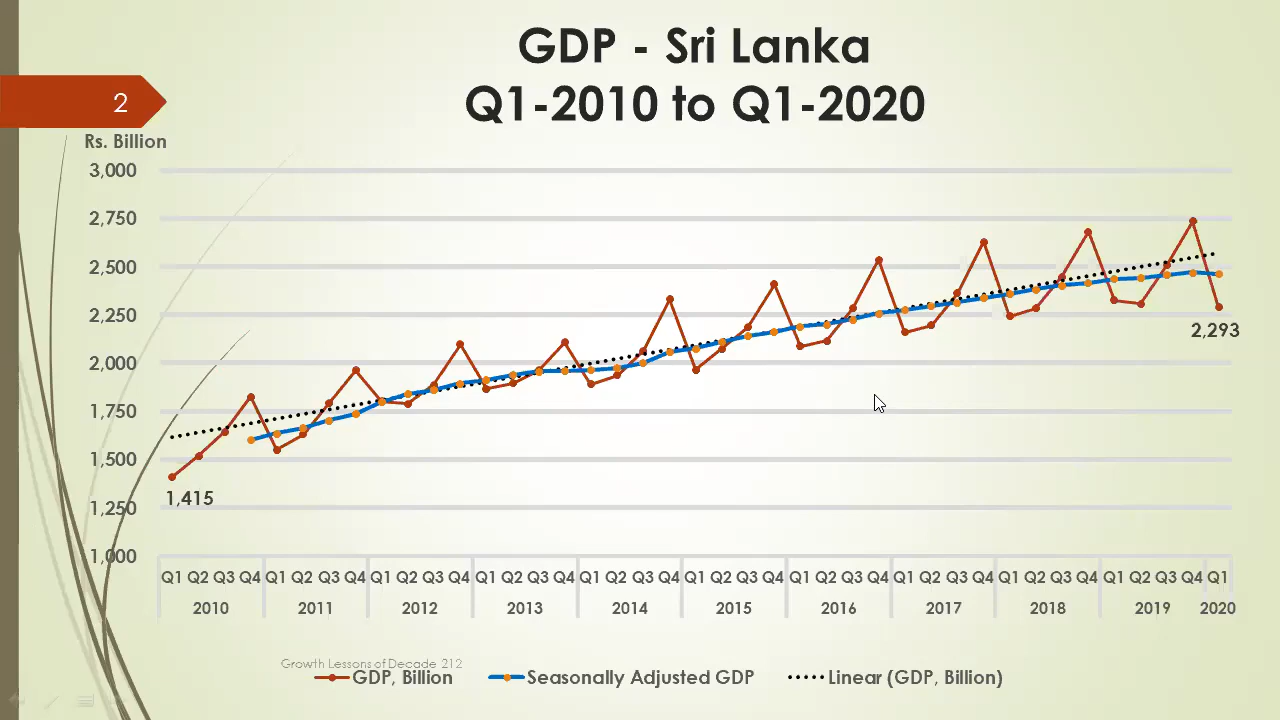 GDP - Sri Lanka
Q1-2010 to Q1-2020
2
Rs. Billion
3,000
2,750
2,500
2,250
2,000
1,750
1,500
1,250
1,000
2,293
1,415
Q1 Q2 Q3 Q4 Q1 Q2 Q3 Q4 Q1 Q2 Q3 Q4 Q1 Q2 Q3 Q4 Q1 Q2 Q3 Q4 Q1 Q2 Q3 Q4 Q1 Q2 Q3 Q4 Q1 Q2 Q3 Q4 Q1 Q2 Q3 Q4 Q1 Q2 Q3 Q4 Q1
2010 2011 2012 2013 2014 2015 2016 2017 2018 2019 2020
Growth Lessons of Decade 212
GDP, Billion Seasonally Adjusted GDP Linear (GDP, Billion)